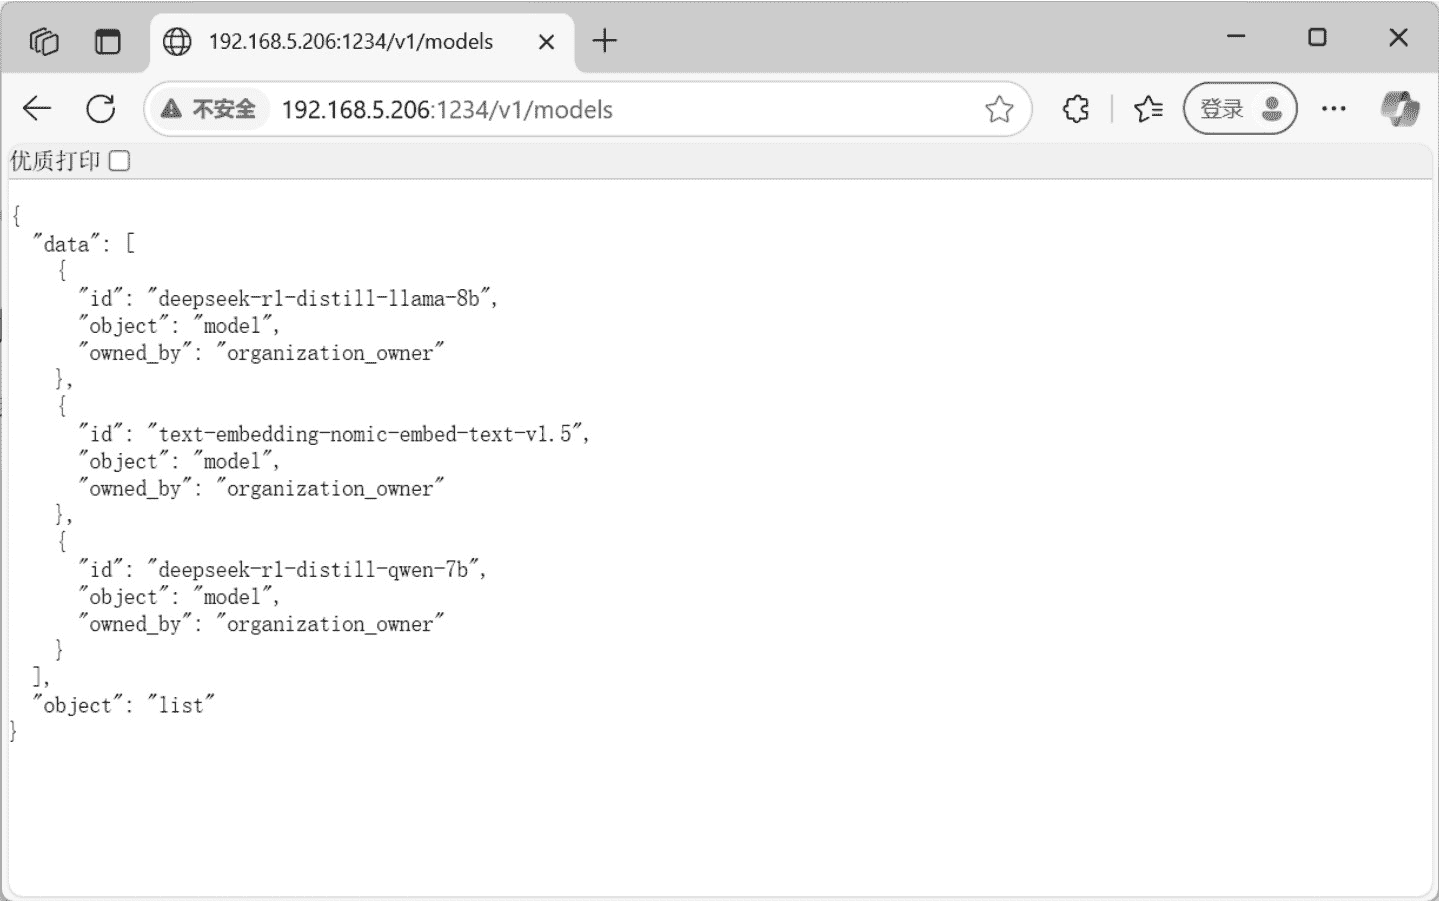 192.168.5.206:1234/v1/models
不安全 192.168.5.206:1234/v1/models 登录
优质打印
{
  "data": [
    {
      "id": "deepseek-r1-distill-llama-8b",
      "object": "model",
      "owned_by": "organization_owner"
    },
    {
      "id": "text-embedding-nomic-embed-text-v1.5",
      "object": "model",
      "owned_by": "organization_owner"
    },
    {
      "id": "deepseek-r1-distill-qwen-7b",
      "object": "model",
      "owned_by": "organization_owner"
    }
  ],
  "object": "list"
}